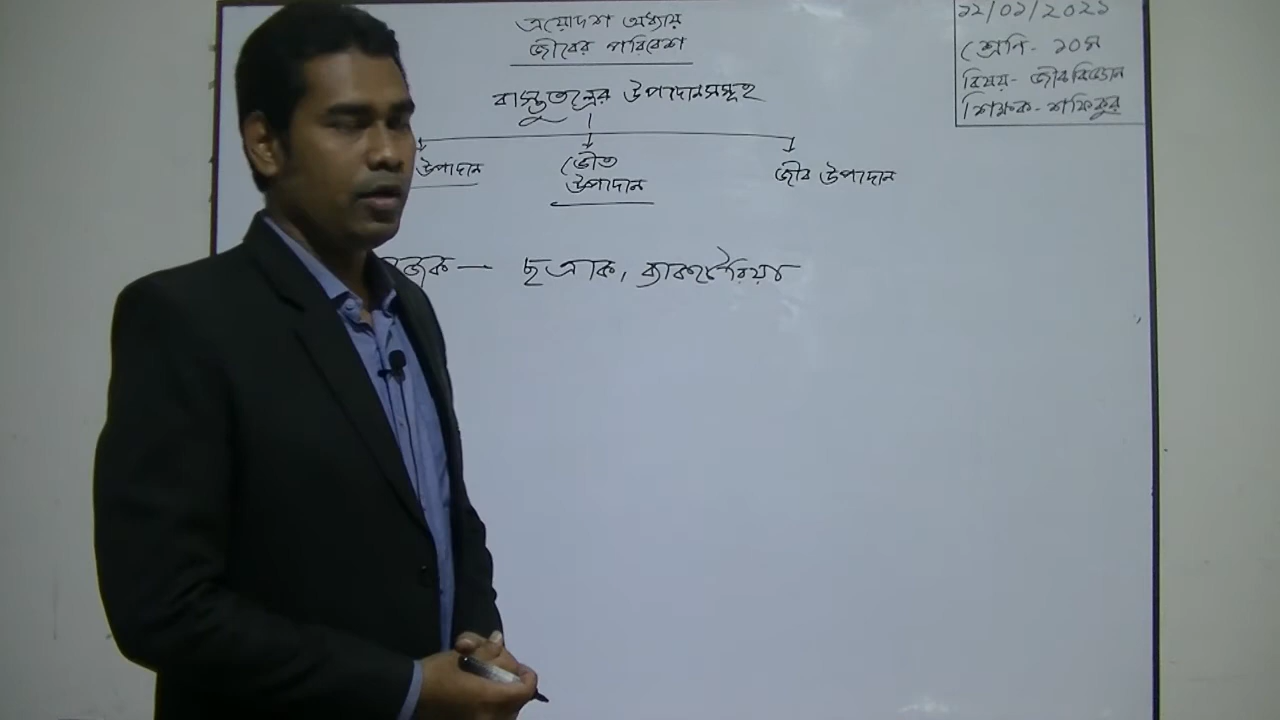 ত্রয়োদশ অধ্যায়
জীবের পরিবেশ
১২/০১/২০২১
শ্রেণি - ১০ম
বিষয় - জীববিজ্ঞান
শিক্ষক - শফিকুর
বাস্তুতন্ত্রের উপাদানসমূহ
উপাদান
ভৌত
উপাদান
জীব উপাদান
জক — ছত্রাক, ব্যাকটেরিয়া